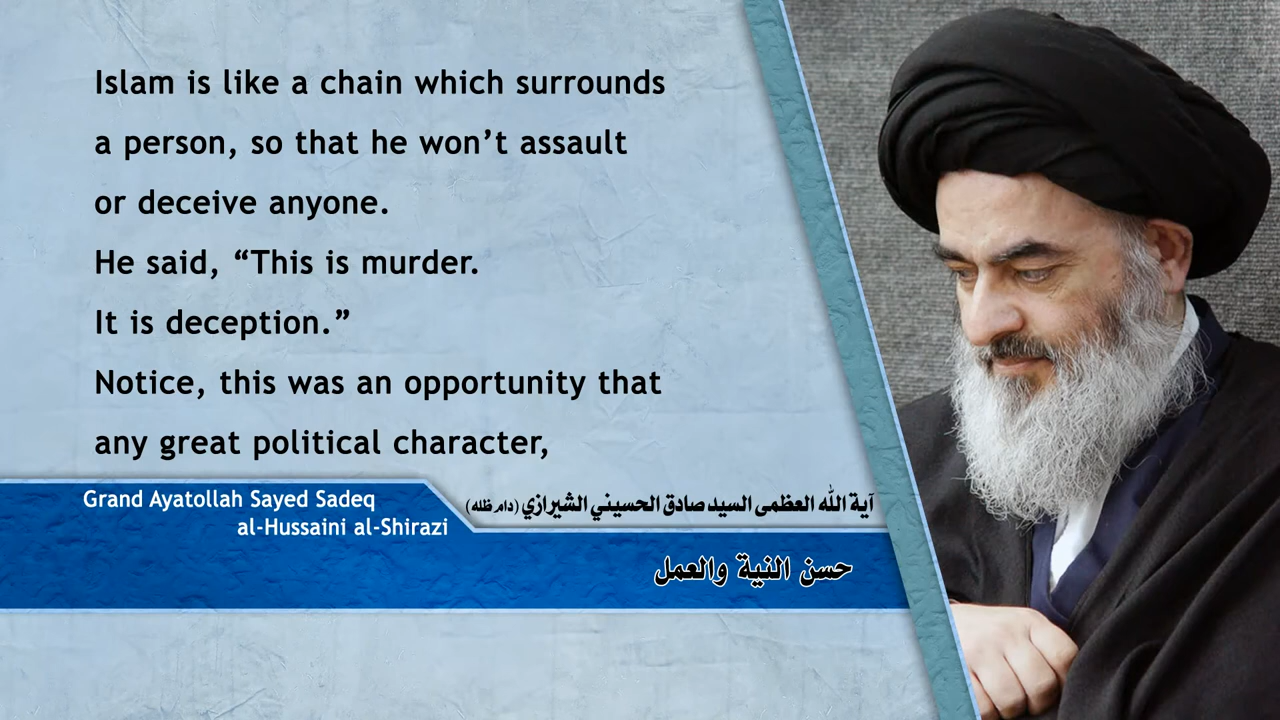 Islam is like a chain which surrounds
a person, so that he won’t assault
or deceive anyone.
He said, “This is murder.
It is deception.”
Notice, this was an opportunity that
any great political character,
Grand Ayatollah Sayed Sadeq
al-Hussaini al-Shirazi
آية الله العظمى السيد صادق الحسيني الشيرازي (دام ظله)
حسن النية والعمل